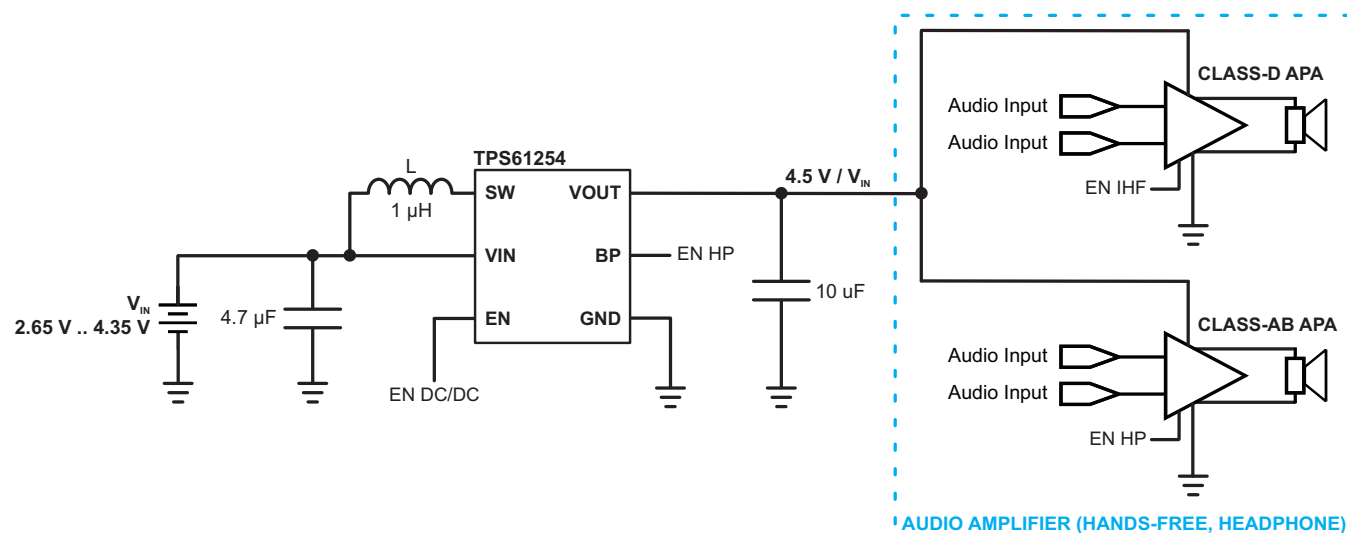 CLASS-D APA
Audio Input
Audio Input
EN IHF
TPS61254
L
1 µH
SW
VOUT
4.5 V / VIN
VIN
BP
EN HP
VIN
2.65 V .. 4.35 V
4.7 µF
EN
GND
10 uF
EN DC/DC
CLASS-AB APA
Audio Input
Audio Input
EN HP
AUDIO AMPLIFIER (HANDS-FREE, HEADPHONE)